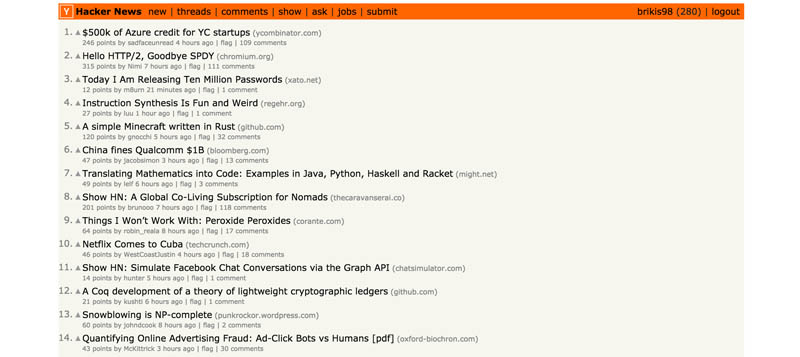 Y Hacker News new | threads | comments | show | ask | jobs | submit brikis98 (280) | logout
1. $500k of Azure credit for YC startups (ycombinator.com)
246 points by sadfaceunread 4 hours ago | flag | 109 comments
2. Hello HTTP/2, Goodbye SPDY (chromium.org)
315 points by Nimi 7 hours ago | flag | 111 comments
3. Today I Am Releasing Ten Million Passwords (xato.net)
12 points by m8urn 21 minutes ago | flag | 1 comment
4. Instruction Synthesis Is Fun and Weird (regehr.org)
27 points by luu 1 hour ago | flag | 1 comment
5. A simple Minecraft written in Rust (github.com)
120 points by gnocchi 5 hours ago | flag | 32 comments
6. China fines Qualcomm $1B (bloomberg.com)
47 points by jacobsimon 3 hours ago | flag | 13 comments
7. Translating Mathematics into Code: Examples in Java, Python, Haskell and Racket (might.net)
49 points by lelf 6 hours ago | flag | 3 comments
8. Show HN: A Global Co-Living Subscription for Nomads (thecaravanserai.co)
201 points by brunooo 7 hours ago | flag | 118 comments
9. Things I Won't Work With: Peroxide Peroxides (corante.com)
64 points by robin_reala 8 hours ago | flag | 17 comments
10. Netflix Comes to Cuba (techcrunch.com)
46 points by WestCoastJustin 4 hours ago | flag | 18 comments
11. Show HN: Simulate Facebook Chat Conversations via the Graph API (chatsimulator.com)
14 points by hunter 5 hours ago | flag | 1 comment
12. A Coq development of a theory of lightweight cryptographic ledgers (github.com)
21 points by kushti 6 hours ago | flag | 1 comment
13. Snowblowing is NP-complete (punkrockor.wordpress.com)
60 points by johndcook 8 hours ago | flag | 2 comments
14. Quantifying Online Advertising Fraud: Ad-Click Bots vs Humans [pdf] (oxford-biochron.com)
43 points by McKittrick 3 hours ago | flag | 30 comments